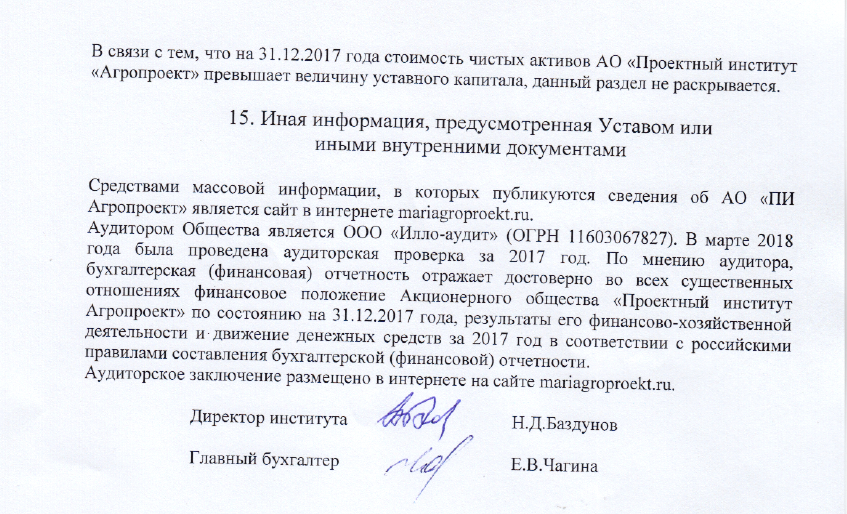 В связи с тем, что на 31.12.2017 года стоимость чистых активов АО «Проектный институт
«Агропроект» превышает величину уставного капитала, данный раздел не раскрывается.
15. Иная информация, предусмотренная Уставом или
иными внутренними документами
Средствами массовой информации, в которых публикуются сведения об АО «ПИ
Агропроект» является сайт в интернете mariagroproekt.ru.
Аудитором Общества является ООО «Илло-аудит» (ОГРН 11603067827). В марте 2018
года была проведена аудиторская проверка за 2017 год. По мнению аудитора,
бухгалтерская (финансовая) отчетность отражает достоверно во всех существенных
отношениях финансовое положение Акционерного общества «Проектный институт
Агропроект» по состоянию на 31.12.2017 года, результаты его финансово-хозяйственной
деятельности и движение денежных средств за 2017 год в соответствии с российскими
правилами составления бухгалтерской (финансовой) отчетности.
Аудиторское заключение размещено в интернете на сайте mariagroproekt.ru.
Директор института Н.Д.Баздунов
Главный бухгалтер Е.В.Чагина